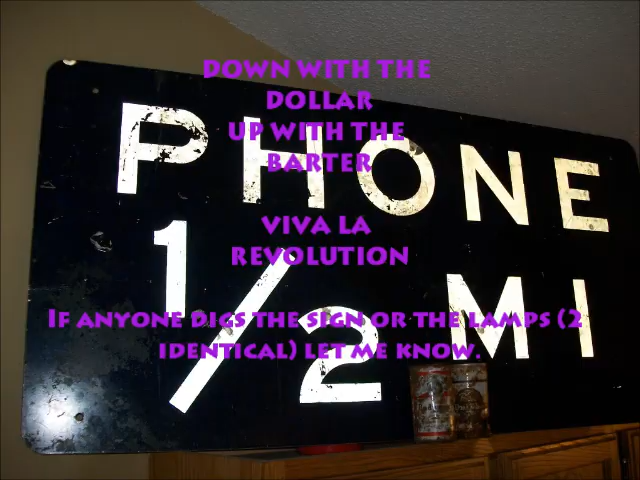 DOWN WITH THE
DOLLAR
UP WITH THE
BARTER
VIVA LA
REVOLUTION
IF ANYONE DIGS THE SIGN OR THE LAMPS (2
IDENTICAL) LET ME KNOW.
PHONE
1/2 MI